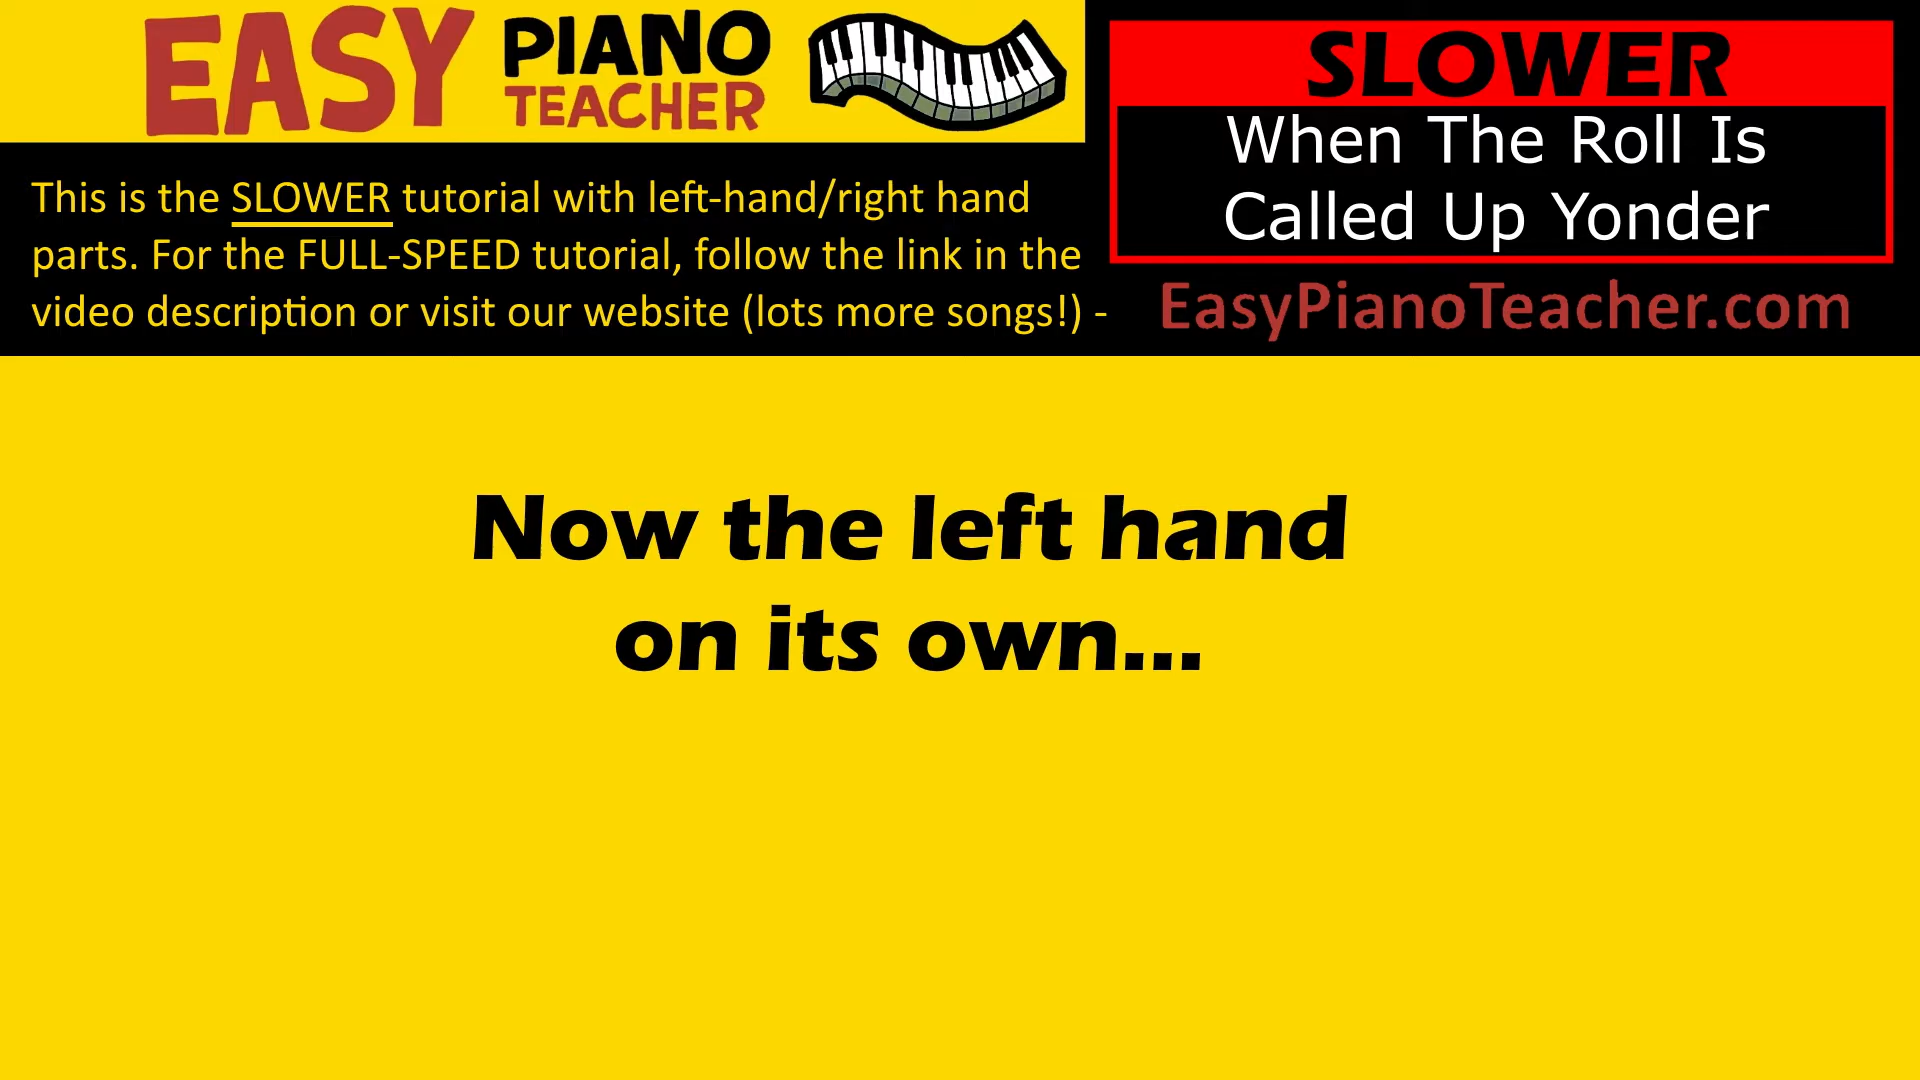 EASY PIANO TEACHER
SLOWER
When The Roll Is
Called Up Yonder
This is the SLOWER tutorial with left-hand/right hand
parts. For the FULL-SPEED tutorial, follow the link in the
video description or visit our website (lots more songs!) - EasyPianoTeacher.com
Now the left hand
on its own...